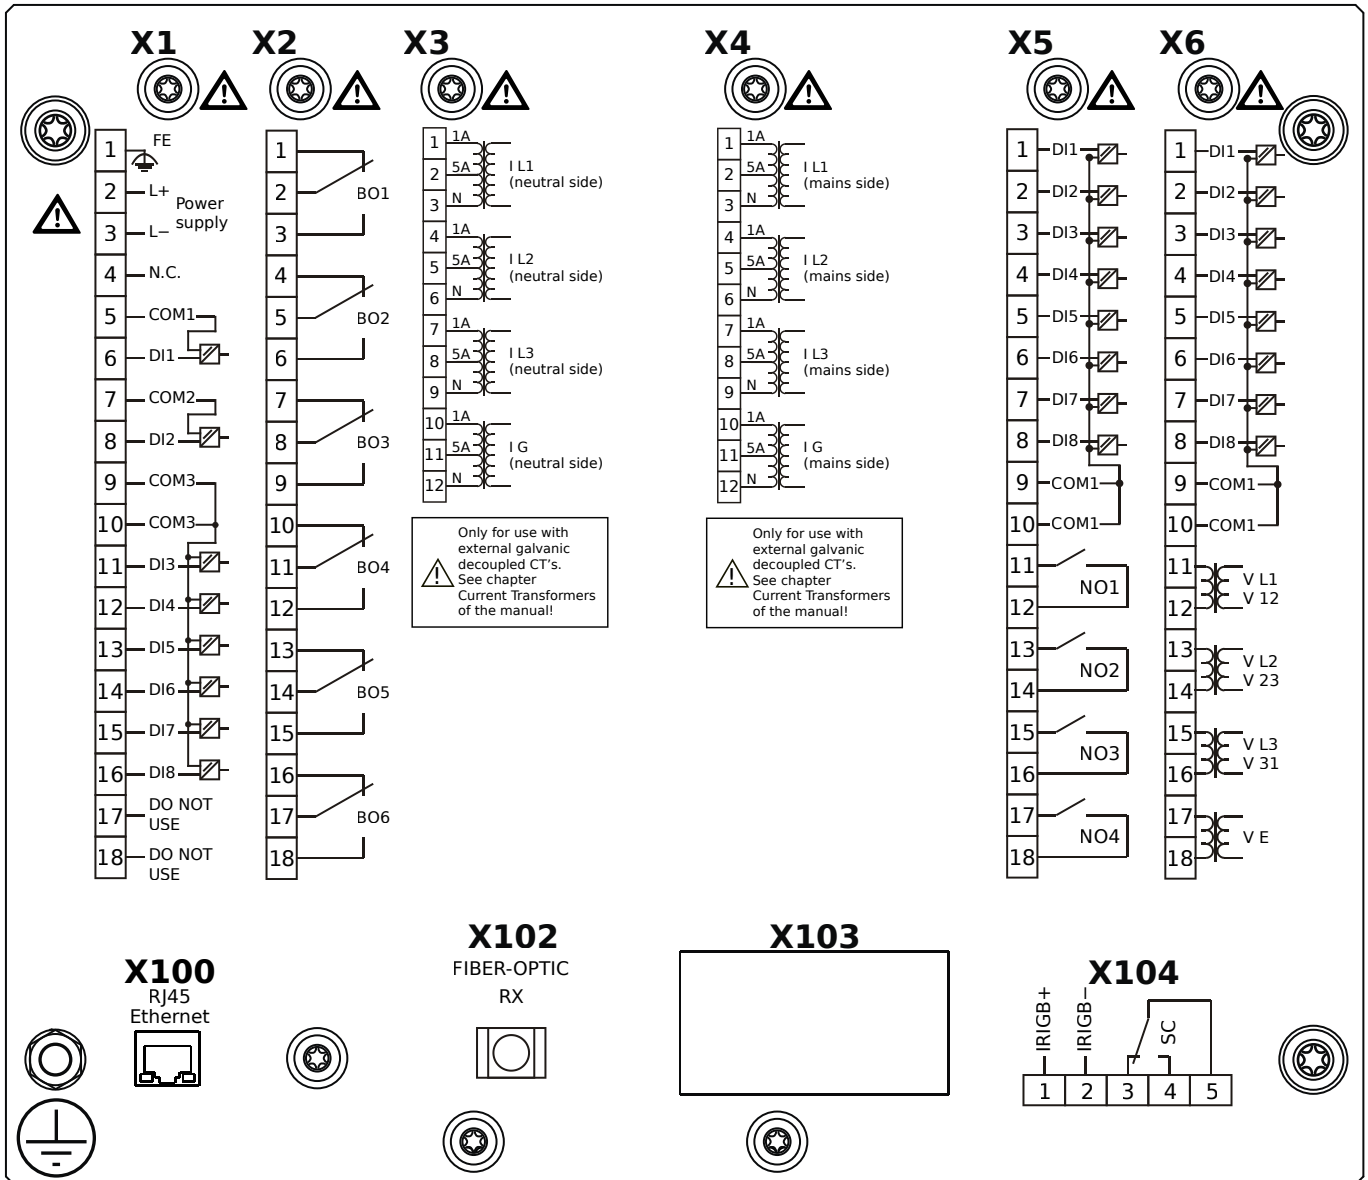 X1
1
FE
2
L+
Power
supply
3
L−
4
N.C.
5
COM1
6
DI1
7
COM2
8
DI2
9
COM3
10
COM3
11
DI3
12
DI4
13
DI5
14
DI6
15
DI7
16
DI8
17
DO NOT
USE
18
DO NOT
USE
X2
1
2
BO1
3
4
5
BO2
6
7
8
BO3
9
10
11
BO4
12
13
14
BO5
15
16
17
BO6
18
X3
1
1A
2
5A
3
N
I L1
(neutral side)
4
1A
5
5A
6
N
I L2
(neutral side)
7
1A
8
5A
9
N
I L3
(neutral side)
10
1A
11
5A
12
N
I G
(neutral side)
Only for use with
external galvanic
decoupled CT’s.
See chapter
Current Transformers
of the manual!
X4
1
1A
2
5A
3
N
I L1
(mains side)
4
1A
5
5A
6
N
I L2
(mains side)
7
1A
8
5A
9
N
I L3
(mains side)
10
1A
11
5A
12
N
I G
(mains side)
Only for use with
external galvanic
decoupled CT’s.
See chapter
Current Transformers
of the manual!
X5
1
DI1
2
DI2
3
DI3
4
DI4
5
DI5
6
DI6
7
DI7
8
DI8
9
COM1
10
COM1
11
NO1
12
13
NO2
14
15
NO3
16
17
NO4
18
X6
1
DI1
2
DI2
3
DI3
4
DI4
5
DI5
6
DI6
7
DI7
8
DI8
9
COM1
10
COM1
11
12
V L1
V 12
13
14
V L2
V 23
15
16
V L3
V 31
17
18
V E
X100
RJ45
Ethernet
X102
FIBER-OPTIC
RX
X103
X104
IRIGB+
IRIGB−
SC
1 2 3 4 5